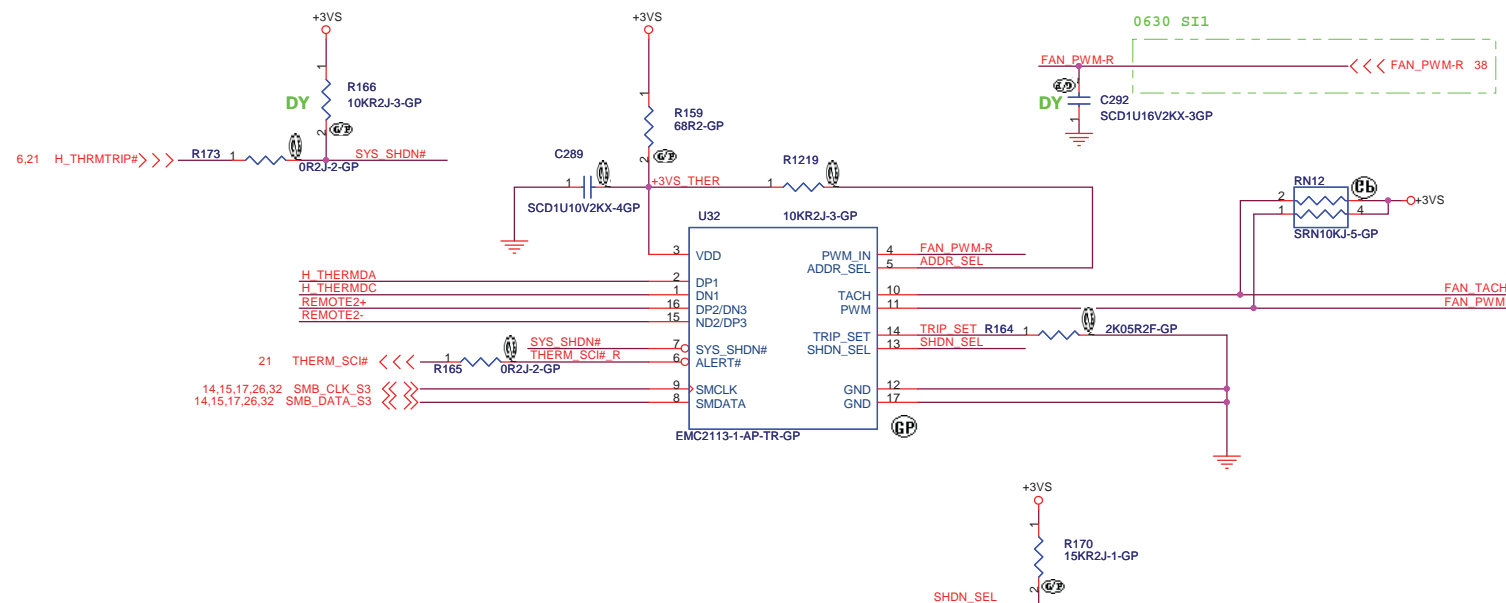 0630 SI1
+3VS
+3VS
FAN_PWM-R
FAN_PWM-R 38
1
R166
10KR2J-3-GP
DY
2
G/P
1
R159
68R2-GP
2
G/P
DY
C292
SCD1U16V2KX-3GP
1
6,21 H_THRMTRIP#
R173
1
0R2J-2-GP
SYS_SHDN#
C289
1
SCD1U10V2KX-4GP
+3VS_THER
R1219
1
10KR2J-3-GP
RN12
2
1
4
+3VS
SRN10KJ-5-GP
U32
3 VDD
PWM_IN 4 FAN_PWM-R
ADDR_SEL 5 ADDR_SEL
H_THERMDA 2 DP1
H_THERMDC 1 DN1
REMOTE2+ 16 DP2/DN3
REMOTE2- 15 ND2/DP3
TACH 10 FAN_TACH
PWM 11 FAN_PWM
TRIP_SET 14 TRIP_SET R164 1 2K05R2F-GP
SHDN_SEL 13 SHDN_SEL
SYS_SHDN# 7 SYS_SHDN#
21 THERM_SCI# R165 1 0R2J-2-GP THERM_SCI#_R 6 ALERT#
14,15,17,26,32 SMB_CLK_S3 9 SMCLK
14,15,17,26,32 SMB_DATA_S3 8 SMDATA
GND 12
GND 17
EMC2113-1-AP-TR-GP
GP
+3VS
1
R170
15KR2J-1-GP
2
G/P
SHDN_SEL